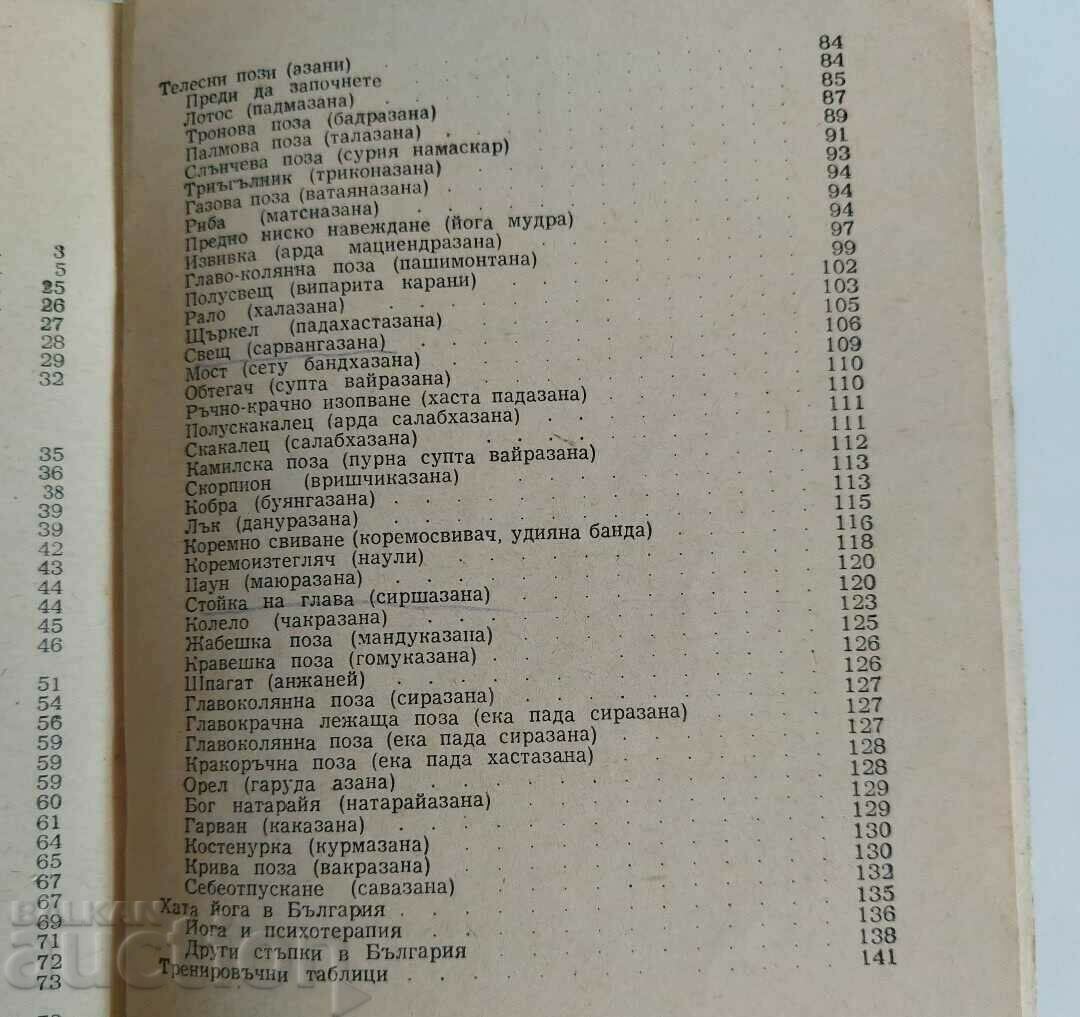 3
5
25
26
27
28
29
32
35
36
38
39
39
42
43
44
44
45
46
51
54
56
59
59
59
60
61
64
65
67
67
69
71
72
73
Телесни пози (азани) 84
Преди да започнете 84
Лотос (падмазана) 85
Тронова поза (бадразана) 87
Палмова поза (талазана) 89
Слънчева поза (сурия намаскар) 91
Триъгълник (триконазана) 93
Газова поза (ватаяназана) 94
Риба (матсиазана) 94
Предно ниско навеждане (йога мудра) 94
Извивка (арда мациендразана) 97
Главо-колянна поза (пашимонтана) 99
Полусвещ (випарита карани) 102
Рало (халазана) 103
Щъркел (падахастазана) 105
Свещ (сарвангазана) 106
Мост (сету бандхазана) 109
Обтегач (супта вайразана) 110
Ръчно-крачно изопване (хаста падазана) 110
Полускакалец (арда салабхазана) 111
Скакалец (салабхазана) 111
Камилска поза (пурна супта вайразана) 112
Скорпион (вришчиказана) 113
Кобра (буянгазана) 113
Лък (дануразана) 115
Коремно свиване (коремосвивач, удияна банда) 116
Коремоизтегляч (наули) 118
Паун (маюразана) 120
Стойка на глава (сиршазана) 120
Колело (чакразана) 123
Жабешка поза (мандуказана) 125
Кравешка поза (гомуказана) 126
Шпагат (анжаней) 126
Главоколянна поза (сиразана) 127
Главокрачна лежаща поза (ека пада сиразана) 127
Главоколянна поза (ека пада сиразана) 127
Кракоръчна поза (ека пада хастазана) 128
Орел (гаруда азана) 128
Бог натарайя (натарайазана) 129
Гарван (каказана) 129
Костенурка (курмазана) 130
Крива поза (вакразана) 130
Себеотпускане (савазана) 132
Хата йога в България 135
Йога и психотерапия 136
Други стъпки в България 138
Тренировъчни таблици 141
BALKAN
auction